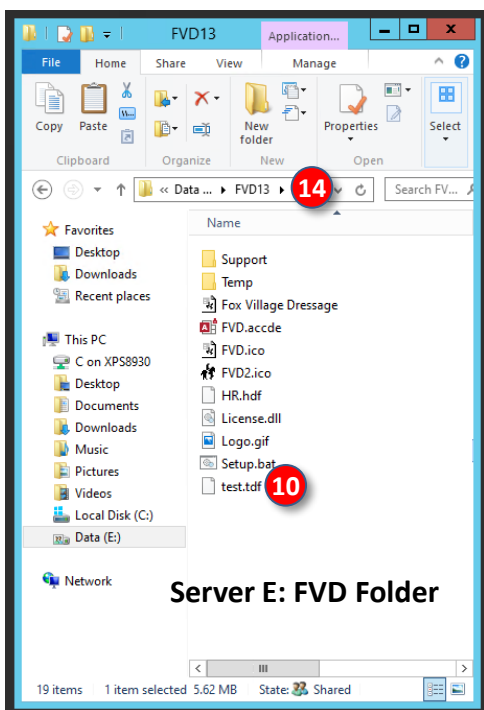 FVD13
Application...
File Home Share View Manage
Copy Paste New folder Properties Select
Clipboard Organize New Open
« Data ... FVD13 14 Search FV...
Favorites
Desktop
Downloads
Recent places
This PC
C on XPS8930
Desktop
Documents
Downloads
Music
Pictures
Videos
Local Disk (C:)
Data (E:)
Network
Name
Support
Temp
Fox Village Dressage
FVD.accde
FVD.ico
FVD2.ico
HR.hdf
License.dll
Logo.gif
Setup.bat
test.tdf 10
Server E: FVD Folder
19 items 1 item selected 5.62 MB State: Shared